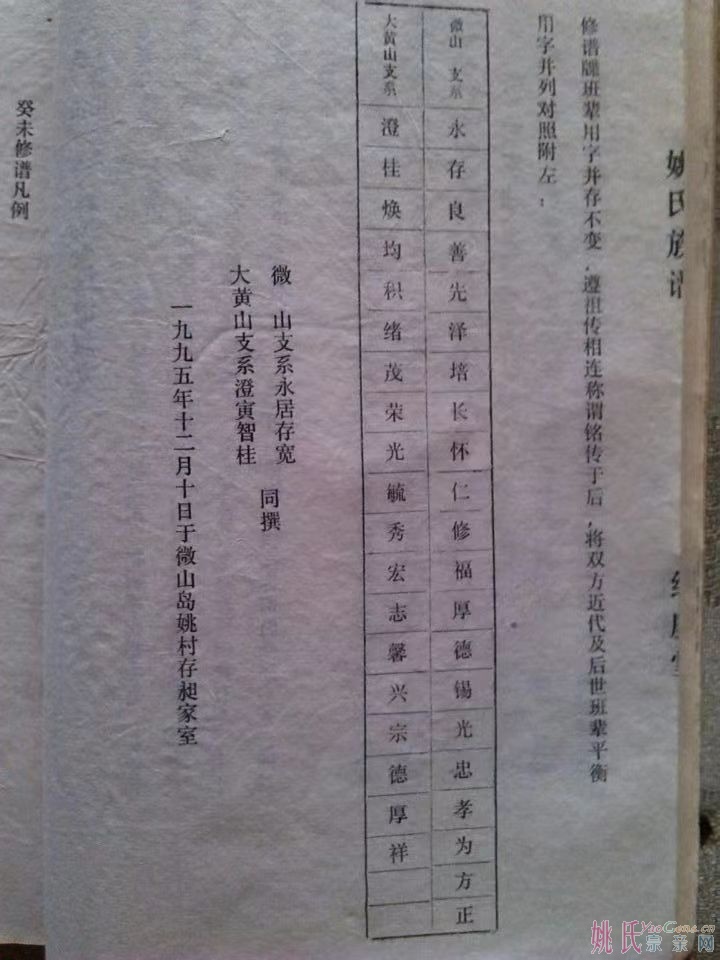 姚氏族谱
修谱牒班辈用字并存不变，遵祖传相连称谓铭传于后，将双方近代及后世班辈平衡
用字并列对照附左：
微山 支系 永 存 良 善 先 泽 培 长 怀 仁 修 福 厚 德 锡 光 忠 孝 为 方 正
大黄山支系 澄 桂 焕 均 积 绪 茂 荣 光 毓 秀 宏 志 馨 兴 宗 德 厚 祥
微 山支系永居存宽
大黄山支系澄寅智桂
同撰
一九九五年十二月十日于微山岛姚村存昶家室
癸未修谱凡例
姚氏宗亲网
YaoGens.cn